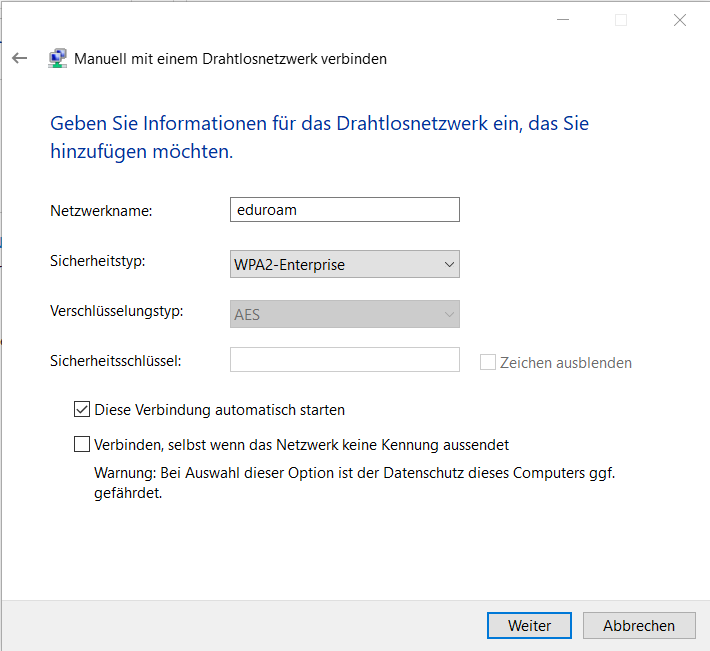 Manuell mit einem Drahtlosnetzwerk verbinden
Geben Sie Informationen für das Drahtlosnetzwerk ein, das Sie
hinzufügen möchten.
Netzwerkname:
eduroam
Sicherheitstyp:
WPA2-Enterprise
Verschlüsselungstyp:
AES
Sicherheitsschlüssel:
Zeichen ausblenden
Diese Verbindung automatisch starten
Verbinden, selbst wenn das Netzwerk keine Kennung aussendet
Warnung: Bei Auswahl dieser Option ist der Datenschutz dieses Computers ggf.
gefährdet.
Weiter
Abbrechen